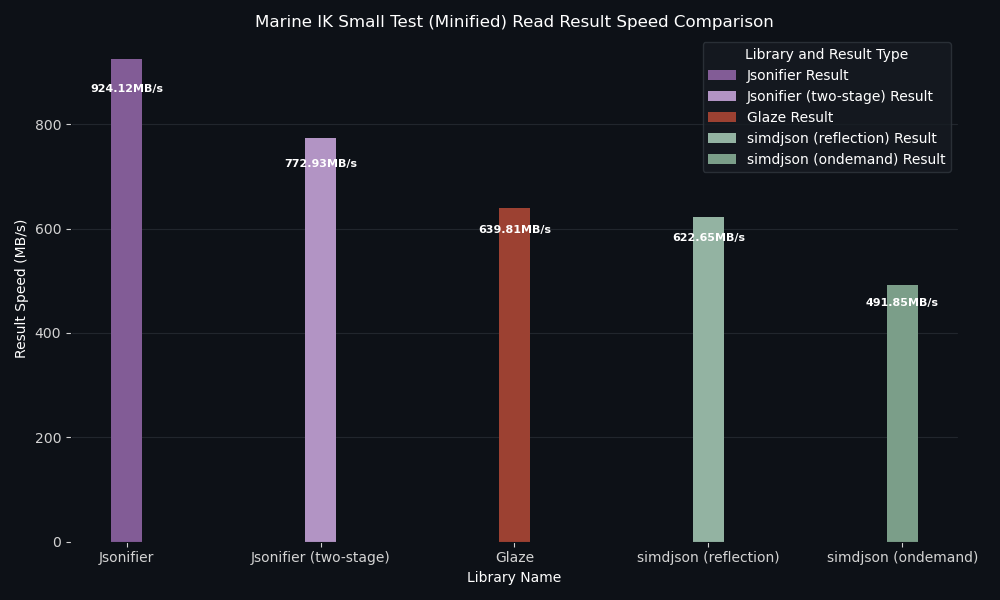 Marine IK Small Test (Minified) Read Result Speed Comparison
Library and Result Type
Jsonifier Result
Jsonifier (two-stage) Result
Glaze Result
simdjson (reflection) Result
simdjson (ondemand) Result
924.12MB/s
772.93MB/s
639.81MB/s
622.65MB/s
491.85MB/s
Result Speed (MB/s)
800
600
400
200
0
Jsonifier
Jsonifier (two-stage)
Glaze
simdjson (reflection)
simdjson (ondemand)
Library Name